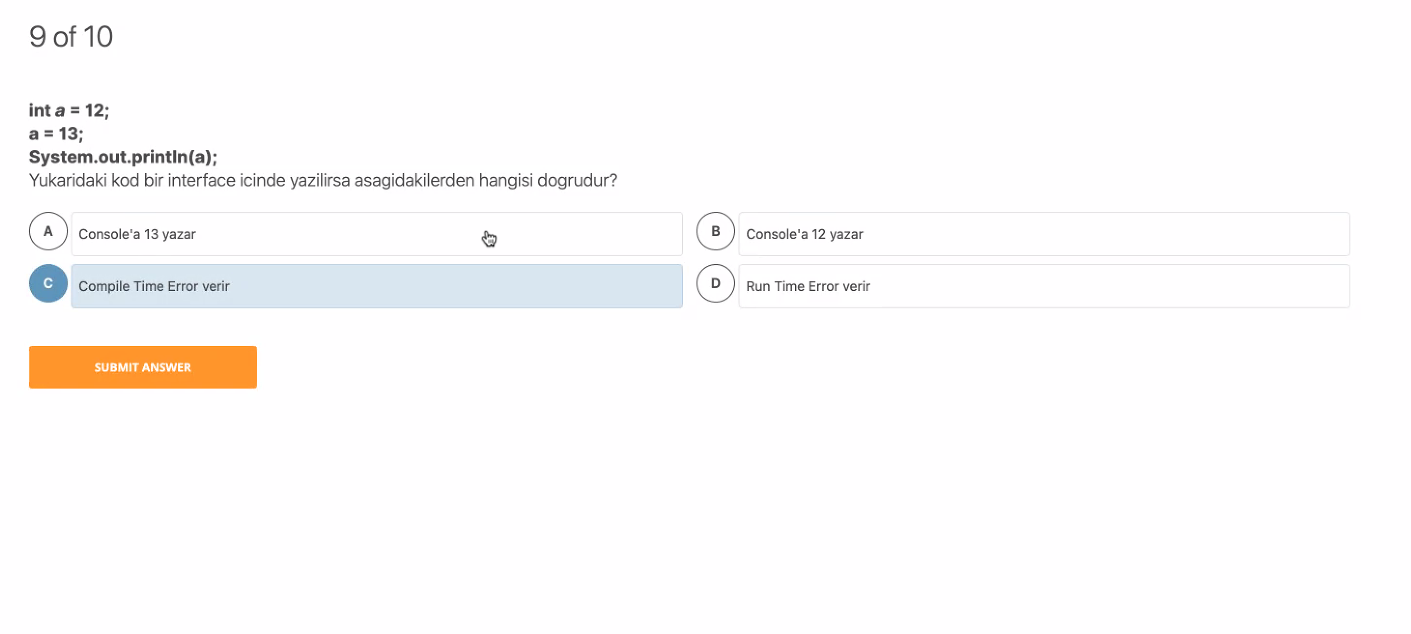 9 of 10
int a = 12;
a = 13;
System.out.println(a);
Yukaridaki kod bir interface icinde yazilirsa asagidakilerden hangisi dogrudur?
A Console'a 13 yazar
B Console'a 12 yazar
C Compile Time Error verir
D Run Time Error verir
SUBMIT ANSWER